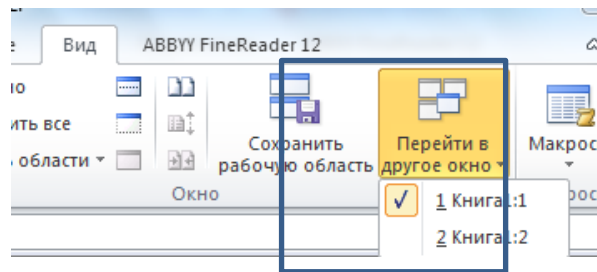 Вид ABBYY FineReader 12
ить все
области
Сохранить рабочую область
Перейти в другое окно
Макрос
Окно
1 Книга1:1
2 Книга1:2